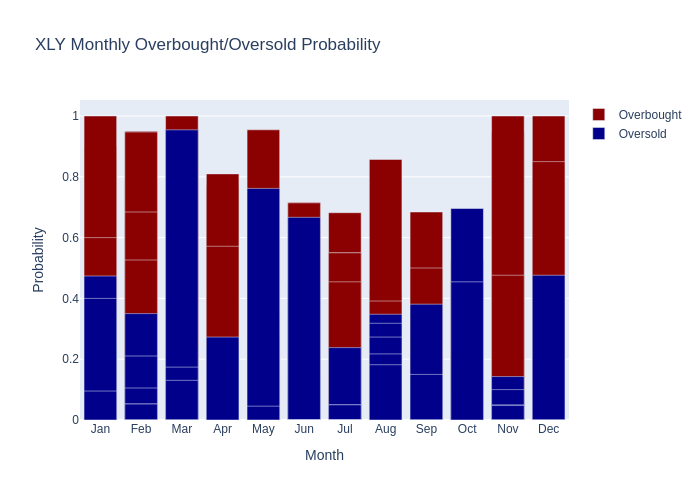 XLY Monthly Overbought/Oversold Probability
Overbought
Oversold
1
0.8
0.6
0.4
0.2
0
Probability
Jan Feb Mar Apr May Jun Jul Aug Sep Oct Nov Dec
Month